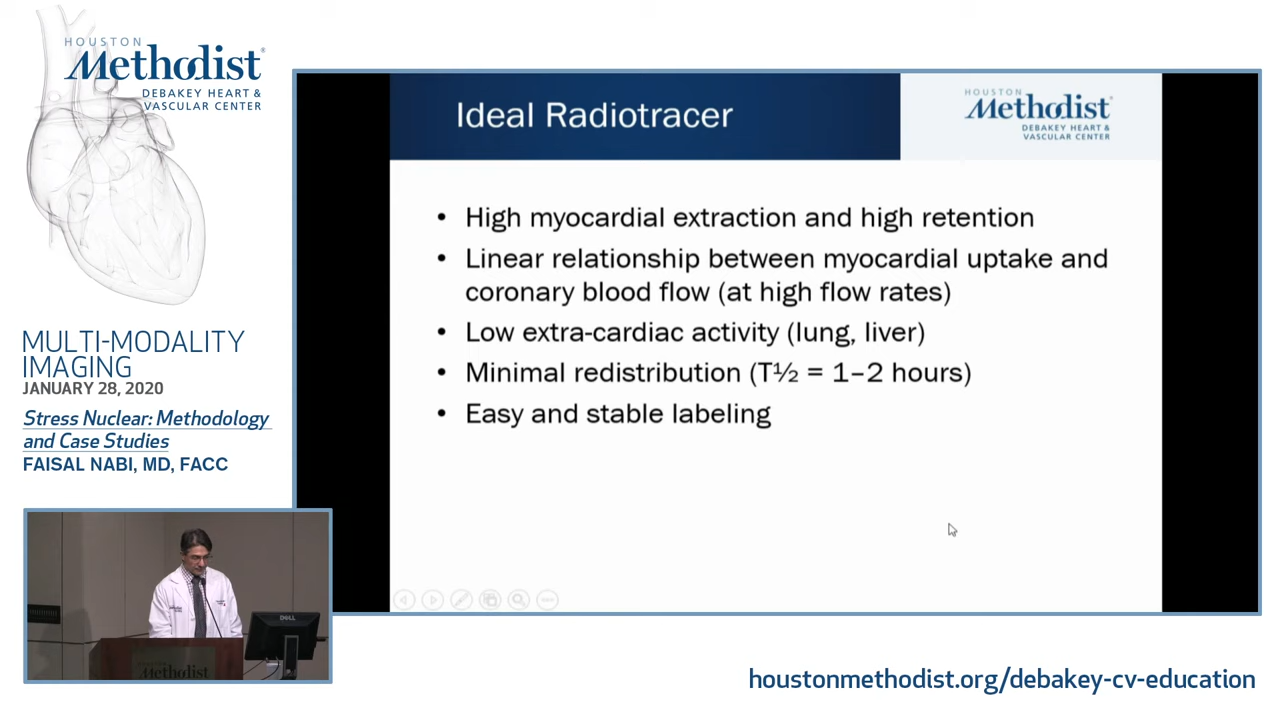 HOUSTON
Methodist®
DEBAKEY HEART &
VASCULAR CENTER
MULTI-MODALITY
IMAGING
JANUARY 28, 2020
Stress Nuclear: Methodology
and Case Studies
FAISAL NABI, MD, FACC
Ideal Radiotracer
HOUSTON
Methodist®
DEBAKEY HEART &
VASCULAR CENTER
• High myocardial extraction and high retention
• Linear relationship between myocardial uptake and
coronary blood flow (at high flow rates)
• Low extra-cardiac activity (lung, liver)
• Minimal redistribution (T½ = 1–2 hours)
• Easy and stable labeling
DELL
HOUSTON
Methodist
houstonmethodist.org/debakey-cv-education